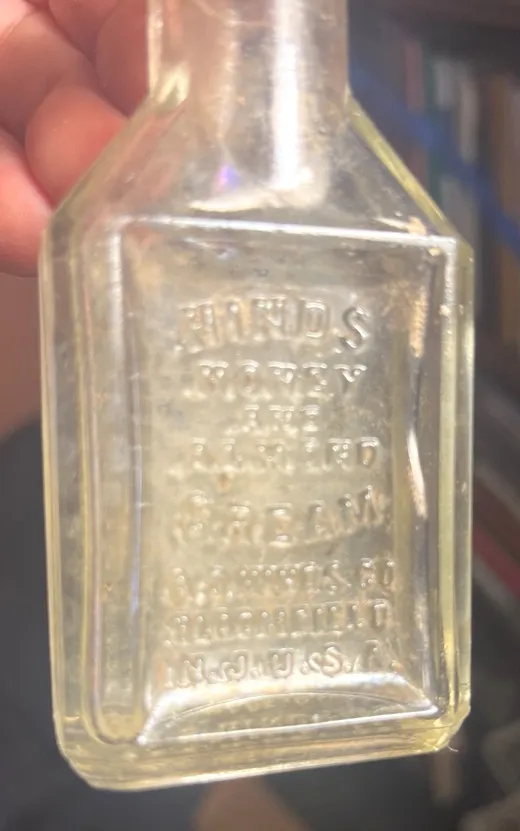 HINDS
HONEY
AND
ALMOND
CREAM
A.S.HINDS CO
BLOOMFIELD
N.J.U.S.A.